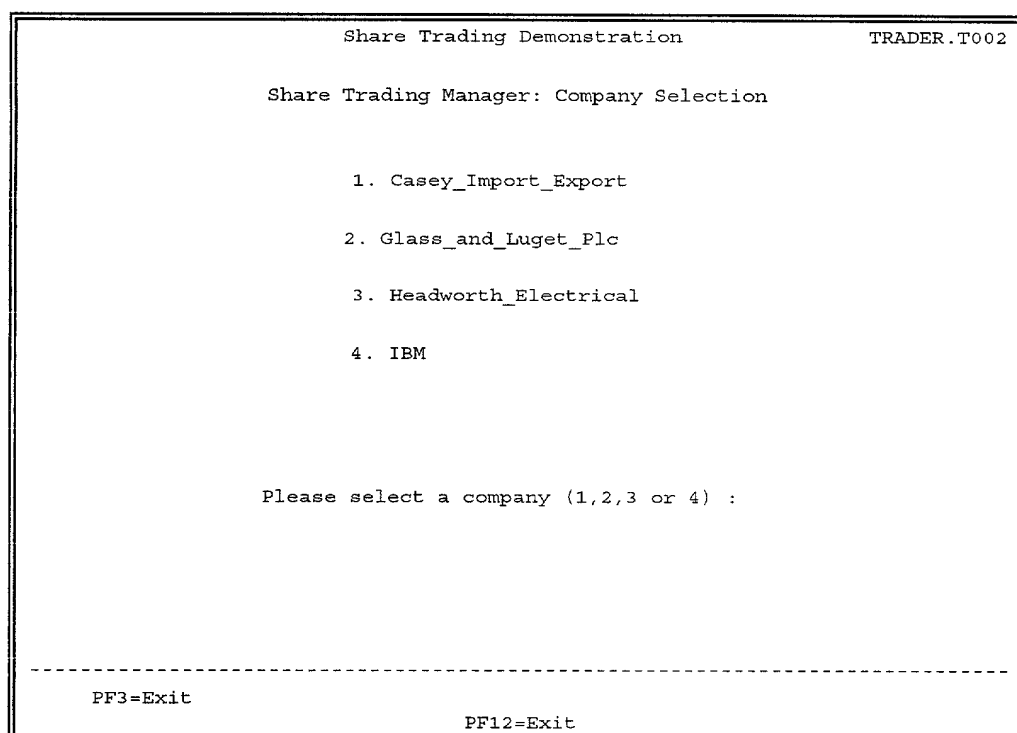 Share Trading Demonstration TRADER.T002
Share Trading Manager: Company Selection
1. Casey_Import_Export
2. Glass_and_Luget_Plc
3. Headworth_Electrical
4. IBM
Please select a company (1,2,3 or 4) :
--------------------------------------------------------------------------------
PF3=Exit
PF12=Exit